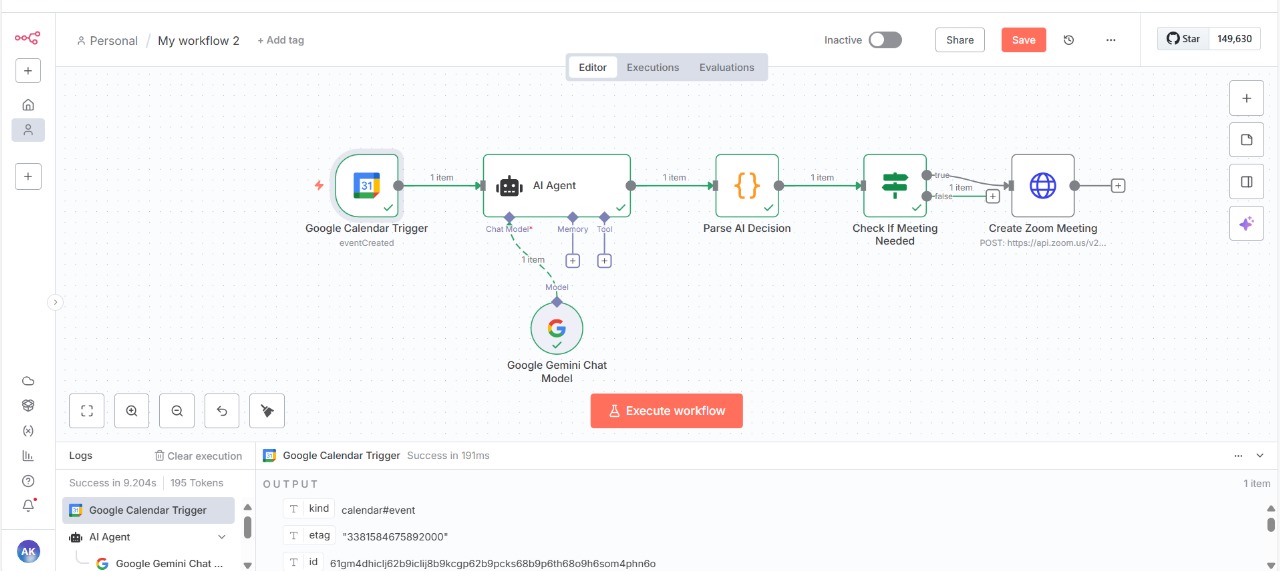 Personal / My workflow 2 + Add tag
Inactive Share Save ... Star 149,630
Editor Executions Evaluations
31 1 item AI Agent 1 item {} 1 item true
1 item
false
Google Calendar Trigger
eventCreated
Chat Model* Memory Tool
Parse AI Decision
Check If Meeting
Needed
Create Zoom Meeting
POST: https://api.zoom.us/v2...
1 item
Model
Google Gemini Chat
Model
Execute workflow
Logs Clear execution
31 Google Calendar Trigger Success in 191ms
Success in 9.204s | 195 Tokens
OUTPUT 1 item
Google Calendar Trigger
T kind calendar#event
AI Agent
T etag "3381584675892000"
Google Gemini Chat ...
T id 61gm4dhiclj62b9iclij8b9kcgp62b9pcks68b9p6th68o9h6som4phn6o
AK